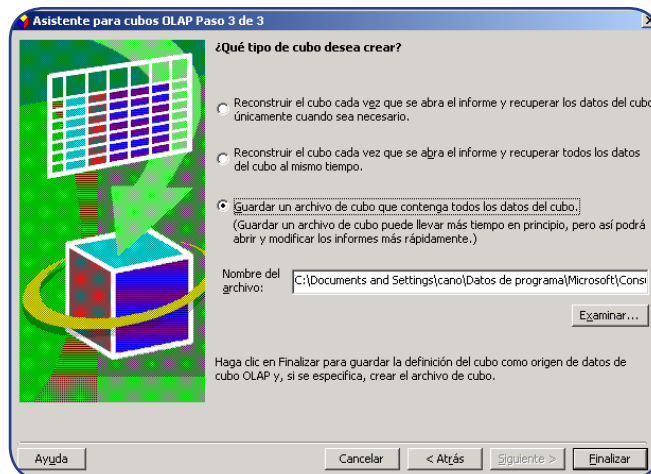 Asistente para cubos OLAP Paso 3 de 3
¿Qué tipo de cubo desea crear?
Reconstruir el cubo cada vez que se abra el informe y recuperar los datos del cubo
únicamente cuando sea necesario.
Reconstruir el cubo cada vez que se abra el informe y recuperar todos los datos
del cubo al mismo tiempo.
Guardar un archivo de cubo que contenga todos los datos del cubo.
(Guardar un archivo de cubo puede llevar más tiempo en principio, pero así podrá
abrir y modificar los informes más rápidamente.)
Nombre del
archivo:
C:\Documents and Settings\cano\Datos de programa\Microsoft\Consu
Examinar...
Haga clic en Finalizar para guardar la definición del cubo como origen de datos de
cubo OLAP y, si se especifica, crear el archivo de cubo.
Ayuda
Cancelar
< Atrás
Siguiente >
Finalizar